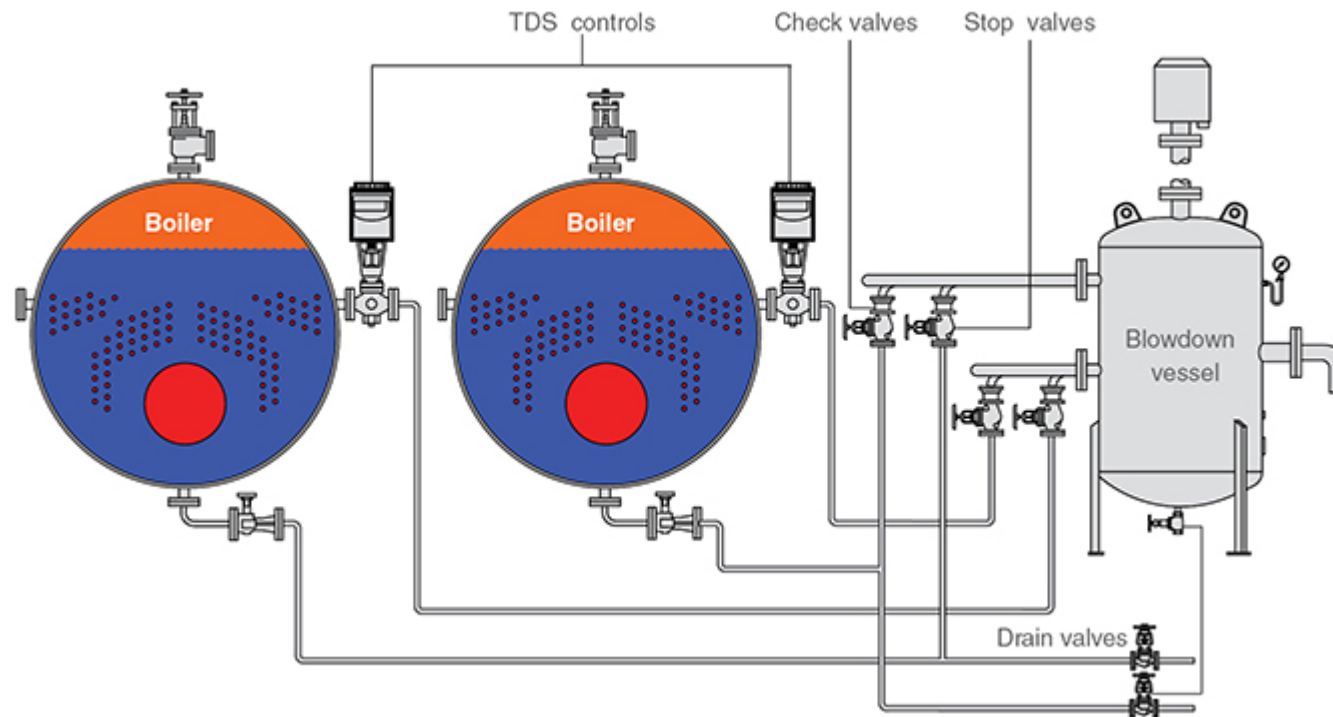 TDS controls
Check valves
Stop valves
Boiler
Boiler
Blowdown
vessel
Drain valves